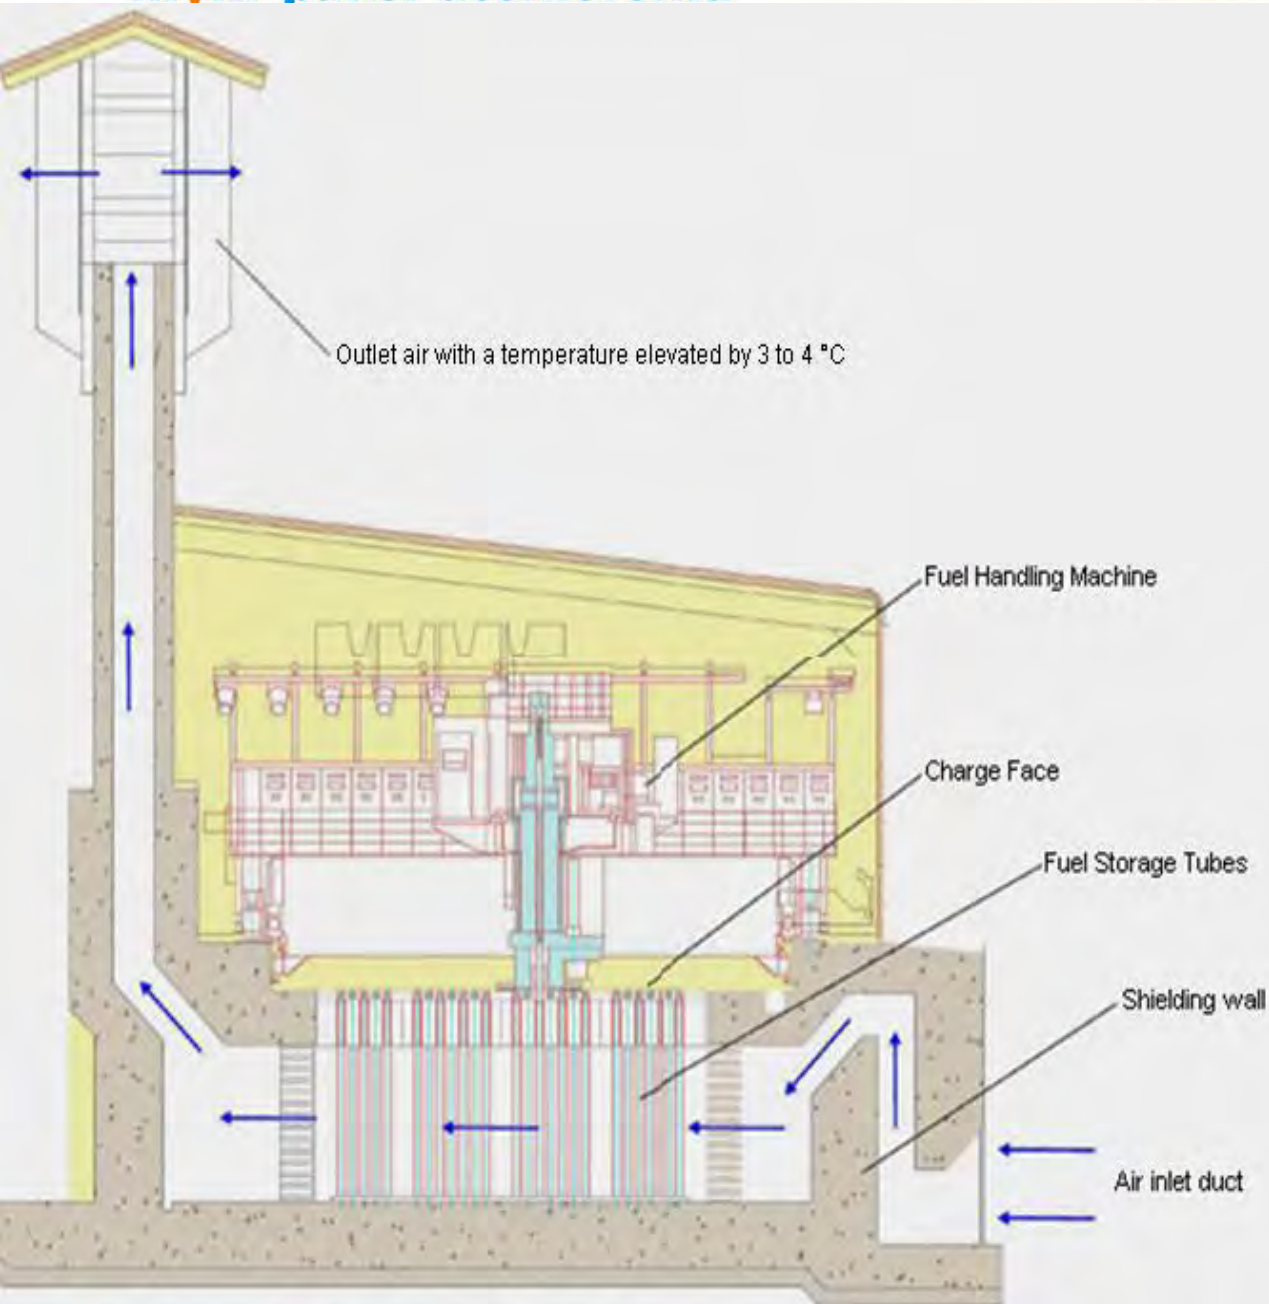 Outlet air with a temperature elevated by 3 to 4 °C
Fuel Handling Machine
Charge Face
Fuel Storage Tubes
Shielding wall
Air inlet duct